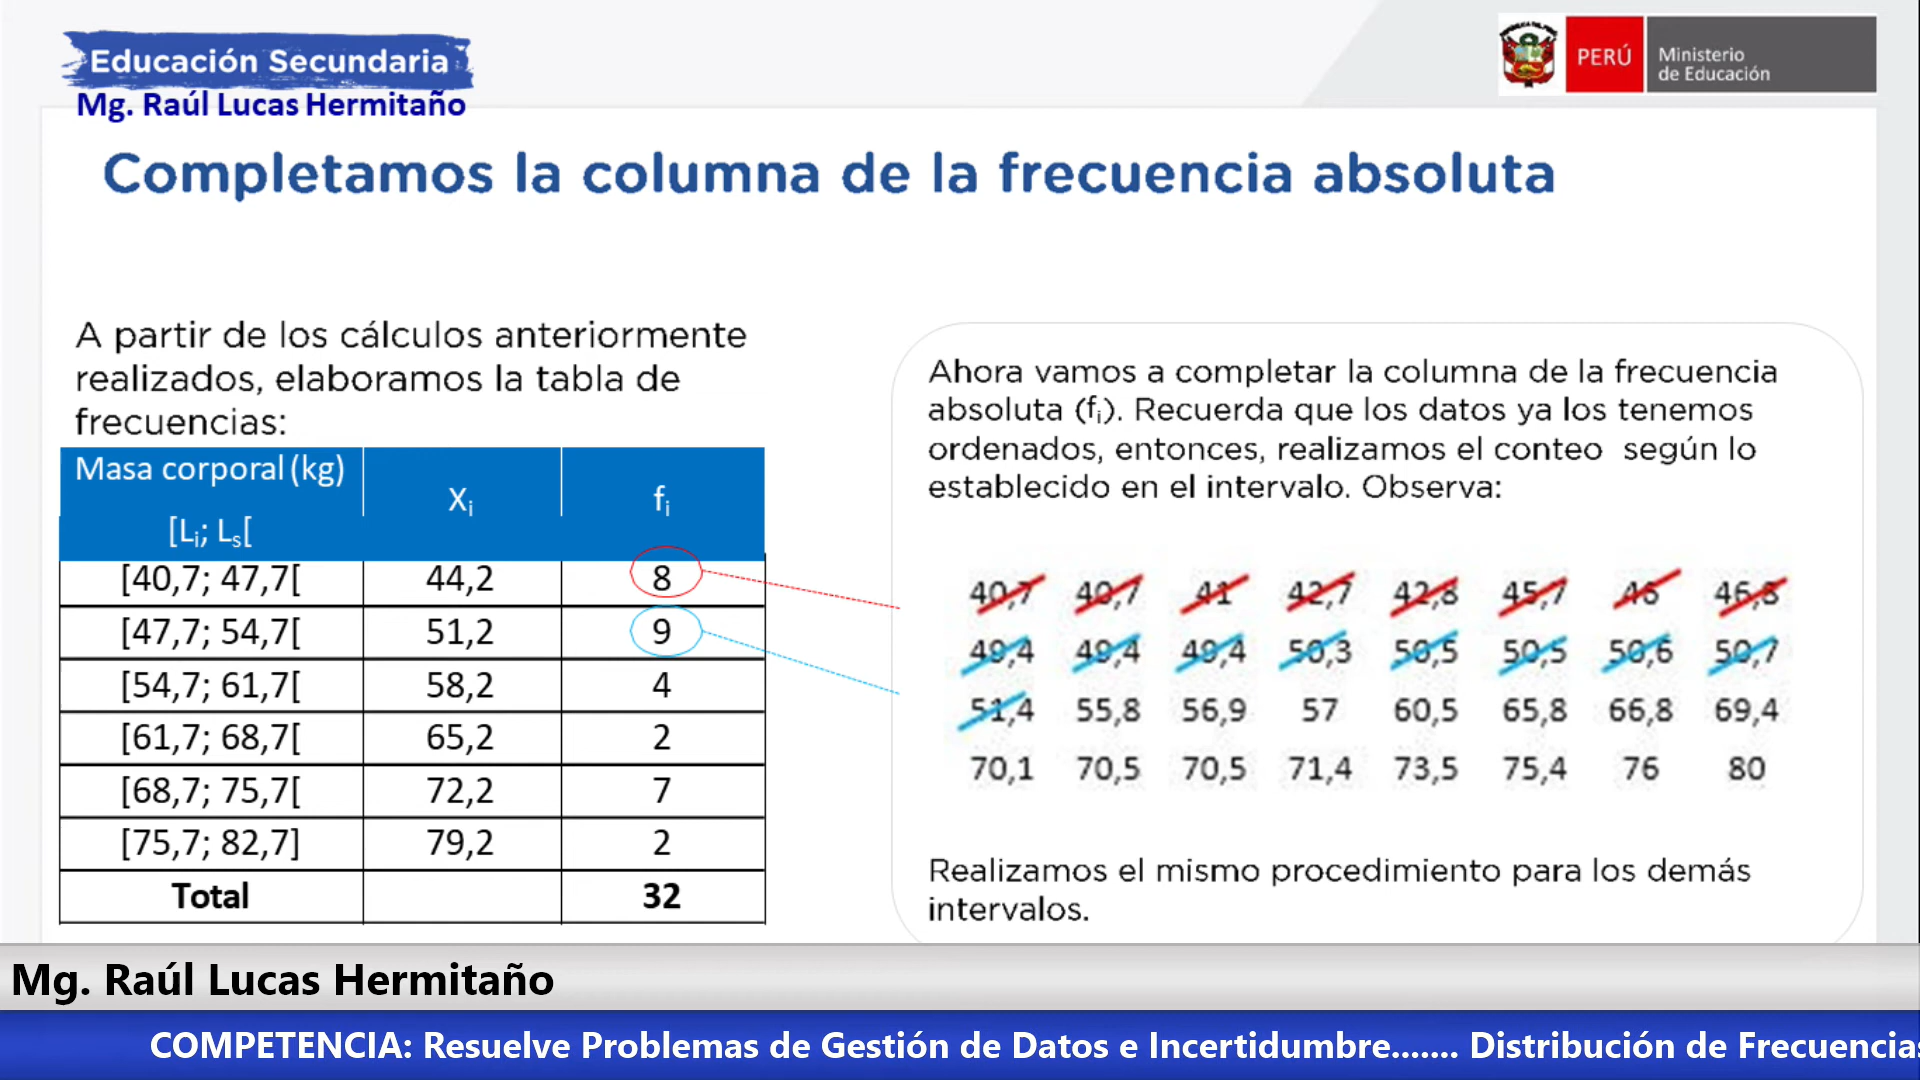 Educación Secundaria
Mg. Raúl Lucas Hermitaño
PERÚ
Ministerio
de Educación
Completamos la columna de la frecuencia absoluta
A partir de los cálculos anteriormente
realizados, elaboramos la tabla de
frecuencias:
Masa corporal (kg)
[Li; Ls[
Xi
fi
[40,7; 47,7[ 44,2 8
[47,7; 54,7[ 51,2 9
[54,7; 61,7[ 58,2 4
[61,7; 68,7[ 65,2 2
[68,7; 75,7[ 72,2 7
[75,7; 82,7] 79,2 2
Total 32
Ahora vamos a completar la columna de la frecuencia
absoluta (fi). Recuerda que los datos ya los tenemos
ordenados, entonces, realizamos el conteo según lo
establecido en el intervalo. Observa:
40,7 40,7 41 42,7 42,8 45,7 46 46,8
49,4 49,4 49,4 50,3 50,5 50,5 50,6 50,7
51,4 55,8 56,9 57 60,5 65,8 66,8 69,4
70,1 70,5 70,5 71,4 73,5 75,4 76 80
Realizamos el mismo procedimiento para los demás
intervalos.
Mg. Raúl Lucas Hermitaño
COMPETENCIA: Resuelve Problemas de Gestión de Datos e Incertidumbre....... Distribución de Frecuencias